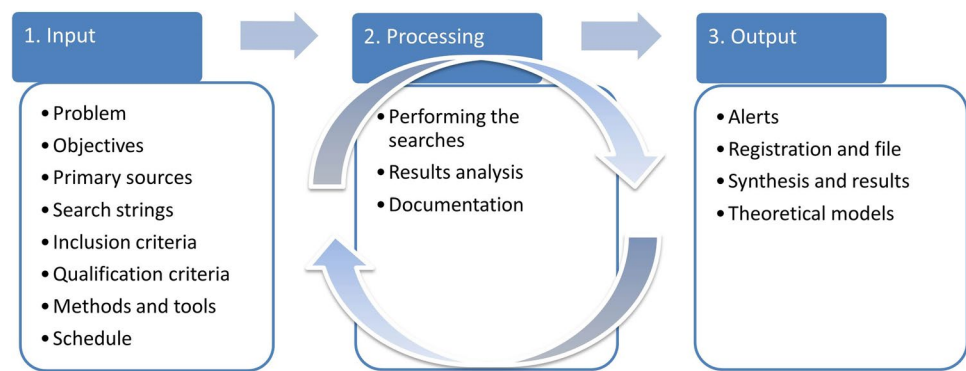 1. Input
• Problem
• Objectives
• Primary sources
• Search strings
• Inclusion criteria
• Qualification criteria
• Methods and tools
• Schedule
2. Processing
• Performing the
searches
• Results analysis
• Documentation
3. Output
• Alerts
• Registration and file
• Synthesis and results
• Theoretical models